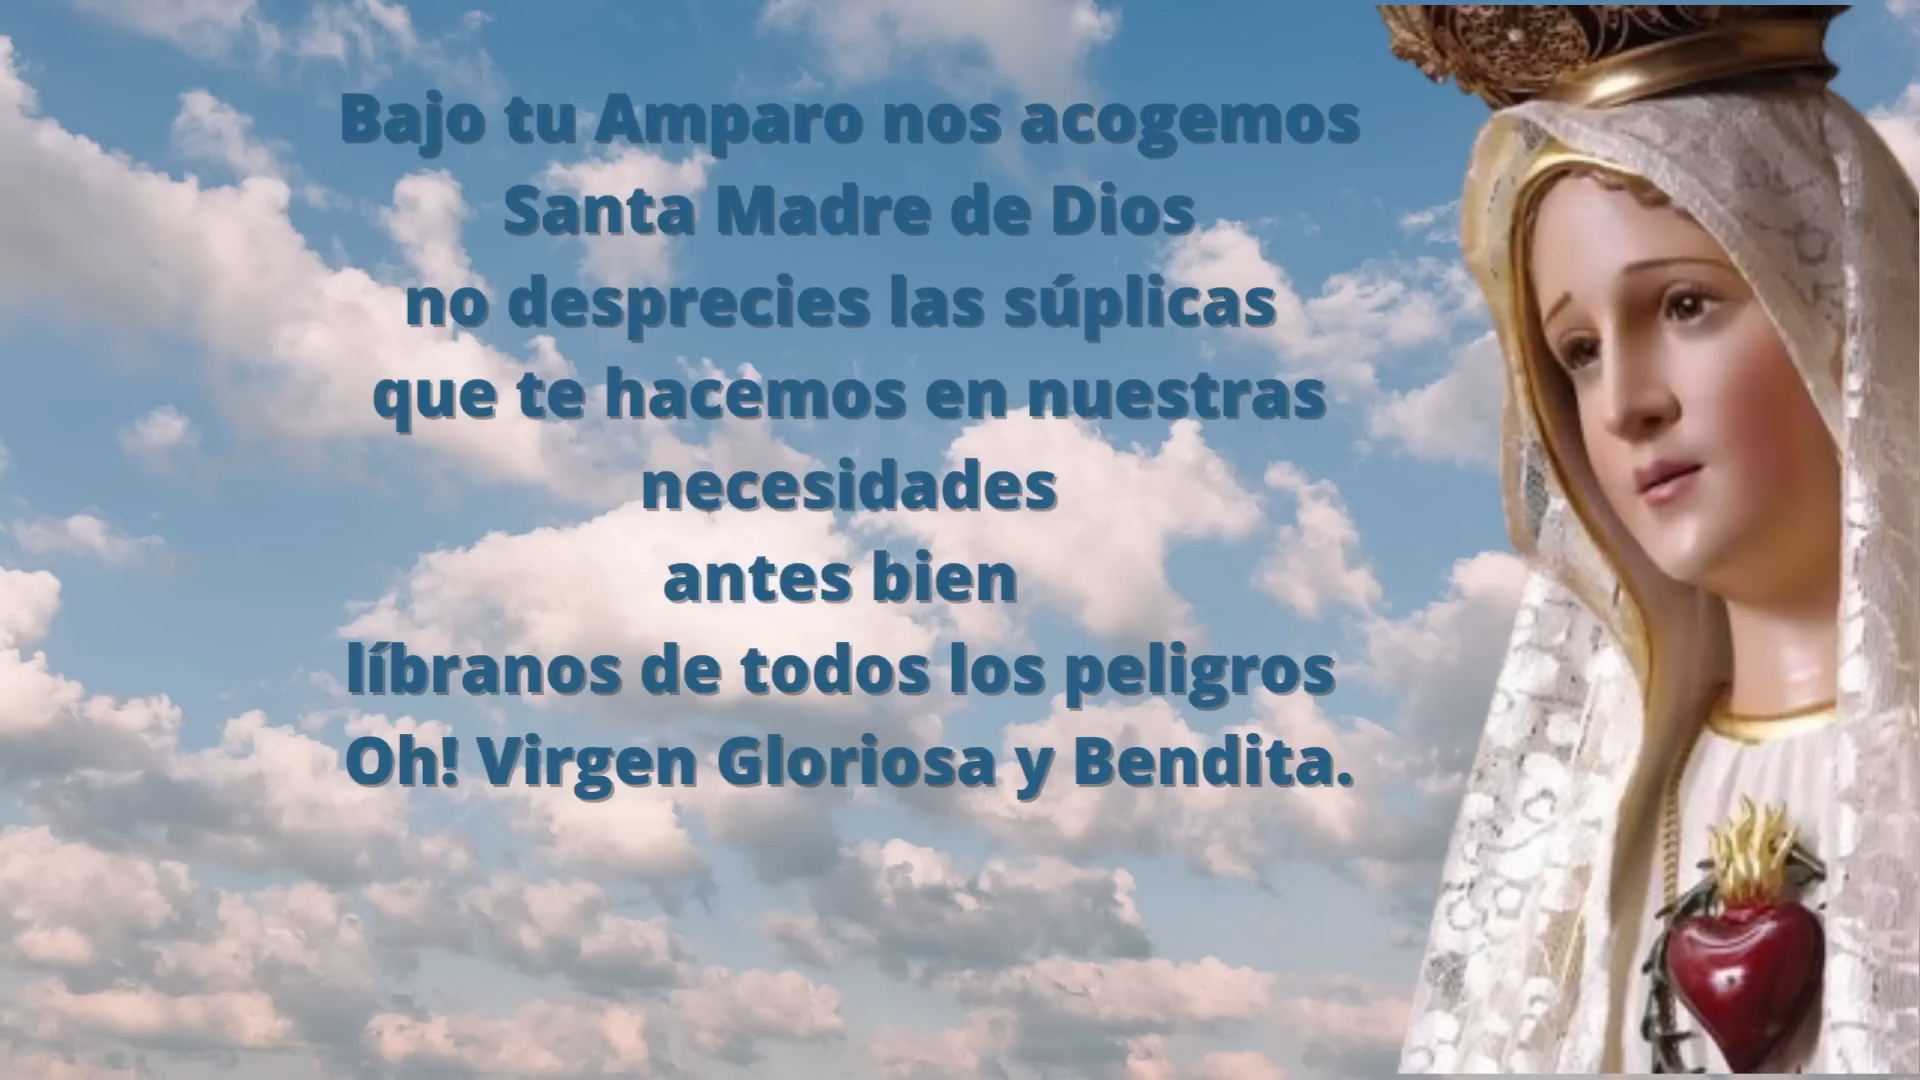 Bajo tu Amparo nos acogemos
Santa Madre de Dios
no desprecies las súplicas
que te hacemos en nuestras
necesidades
antes bien
líbranos de todos los peligros
Oh! Virgen Gloriosa y Bendita.